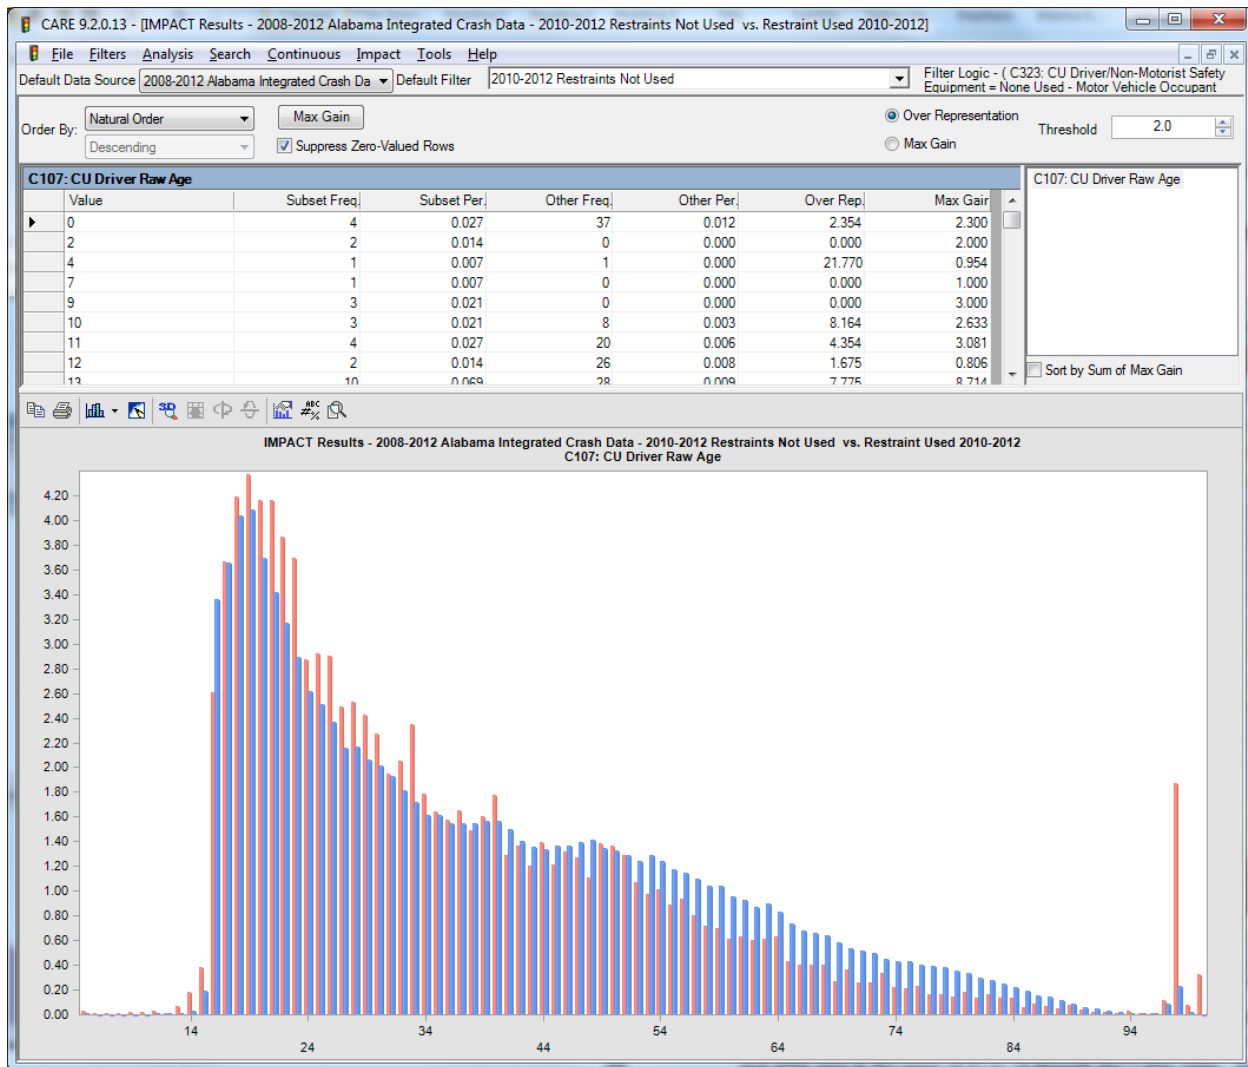 CARE 9.2.0.13 - [IMPACT Results - 2008-2012 Alabama Integrated Crash Data - 2010-2012 Restraints Not Used vs. Restraint Used 2010-2012]
File Filters Analysis Search Continuous Impact Tools Help
Default Data Source 2008-2012 Alabama Integrated Crash Da Default Filter 2010-2012 Restraints Not Used Filter Logic - ( C323: CU Driver/Non-Motorist Safety
Equipment = None Used - Motor Vehicle Occupant
Order By: Natural Order Max Gain Over Representation Threshold 2.0
Descending Suppress Zero-Valued Rows Max Gain
C107: CU Driver Raw Age C107: CU Driver Raw Age
Value Subset Freq. Subset Per. Other Freq. Other Per. Over Rep. Max Gain
0 4 0.027 37 0.012 2.354 2.300
2 2 0.014 0 0.000 0.000 2.000
4 1 0.007 1 0.000 21.770 0.954
7 1 0.007 0 0.000 0.000 1.000
9 3 0.021 0 0.000 0.000 3.000
10 3 0.021 8 0.003 8.164 2.633
11 4 0.027 20 0.006 4.354 3.081
12 2 0.014 26 0.008 1.675 0.806
13 10 0.069 28 0.009 7.775 8.714
Sort by Sum of Max Gain
3D ABC #%
IMPACT Results - 2008-2012 Alabama Integrated Crash Data - 2010-2012 Restraints Not Used vs. Restraint Used 2010-2012
C107: CU Driver Raw Age
4.20
4.00
3.80
3.60
3.40
3.20
3.00
2.80
2.60
2.40
2.20
2.00
1.80
1.60
1.40
1.20
1.00
0.80
0.60
0.40
0.20
0.00
14 34 54 74 94
24 44 64 84